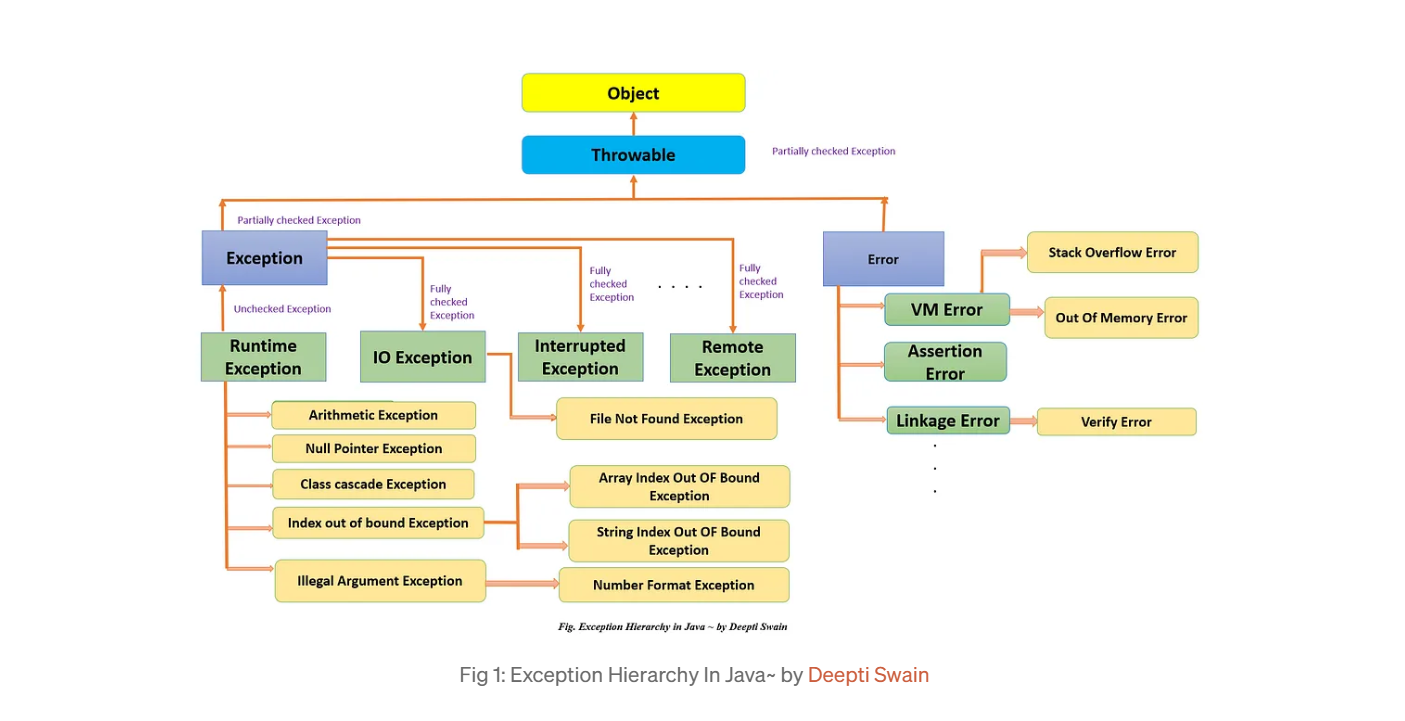 Object
Throwable
Partially checked Exception
Partially checked Exception
Exception
Fully
checked
Exception
Fully
checked
Exception
. . . .
Fully
checked
Exception
Unchecked Exception
Runtime
Exception
IO Exception
Interrupted
Exception
Remote
Exception
Arithmetic Exception
Null Pointer Exception
Class cascade Exception
Index out of bound Exception
Illegal Argument Exception
File Not Found Exception
Array Index Out OF Bound
Exception
String Index Out OF Bound
Exception
Number Format Exception
Error
VM Error
Stack Overflow Error
Out Of Memory Error
Assertion
Error
Linkage Error
Verify Error
.
.
.
Fig. Exception Hierarchy in Java ~ by Deepti Swain
Fig 1: Exception Hierarchy In Java~ by Deepti Swain